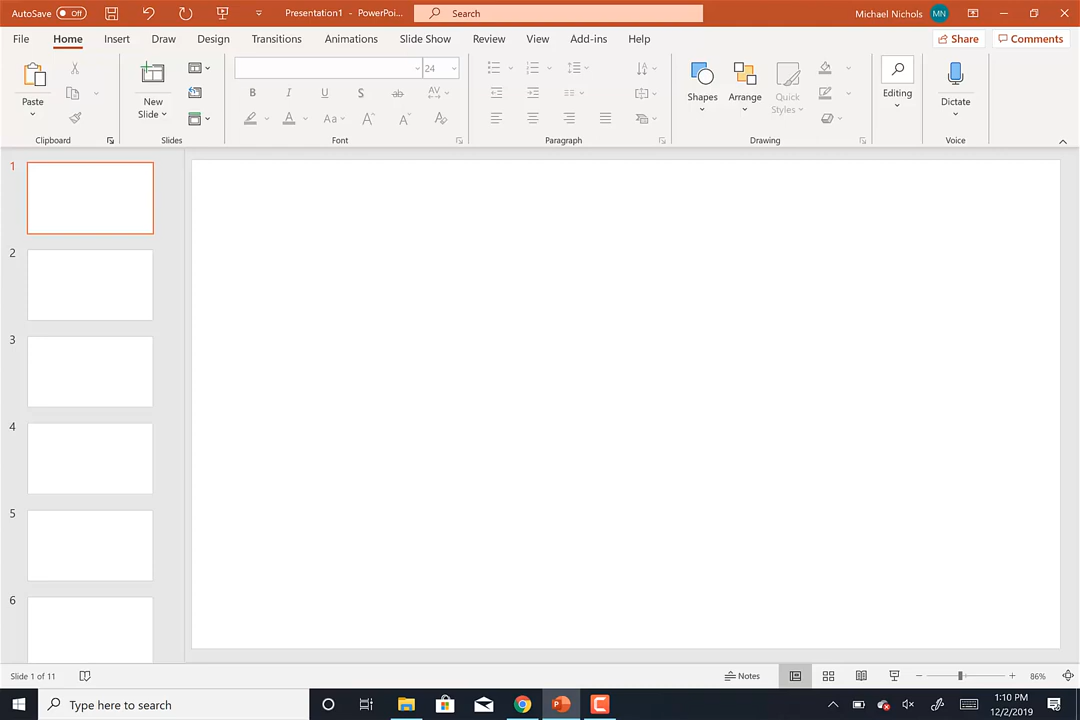 AutoSave Off Presentation1 - PowerPoi... Search Michael Nichols MN
File Home Insert Draw Design Transitions Animations Slide Show Review View Add-ins Help Share Comments
24
Paste New Slide B I U S ab AV Aa A A A Shapes Arrange Quick Styles Editing Dictate
Clipboard Slides Font Paragraph Drawing Voice
1
2
3
4
5
6
Slide 1 of 11 Notes 86%
Type here to search 1:10 PM
12/2/2019